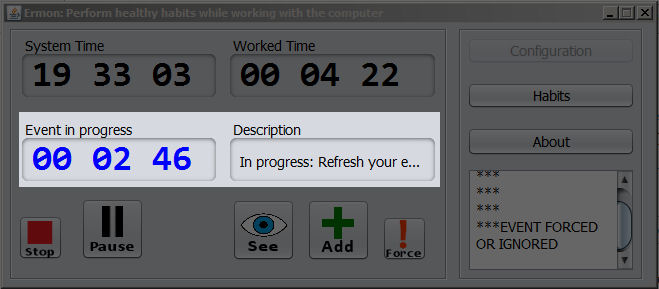 Ermon: Perform healthy habits while working with the computer
System Time
Worked Time
19 33 03
00 04 22
Event in progress
Description
00 02 46
In progress: Refresh your e...
Stop
Pause
See
Add
Force
Configuration
Habits
About
***
***
***
***EVENT FORCED
OR IGNORED